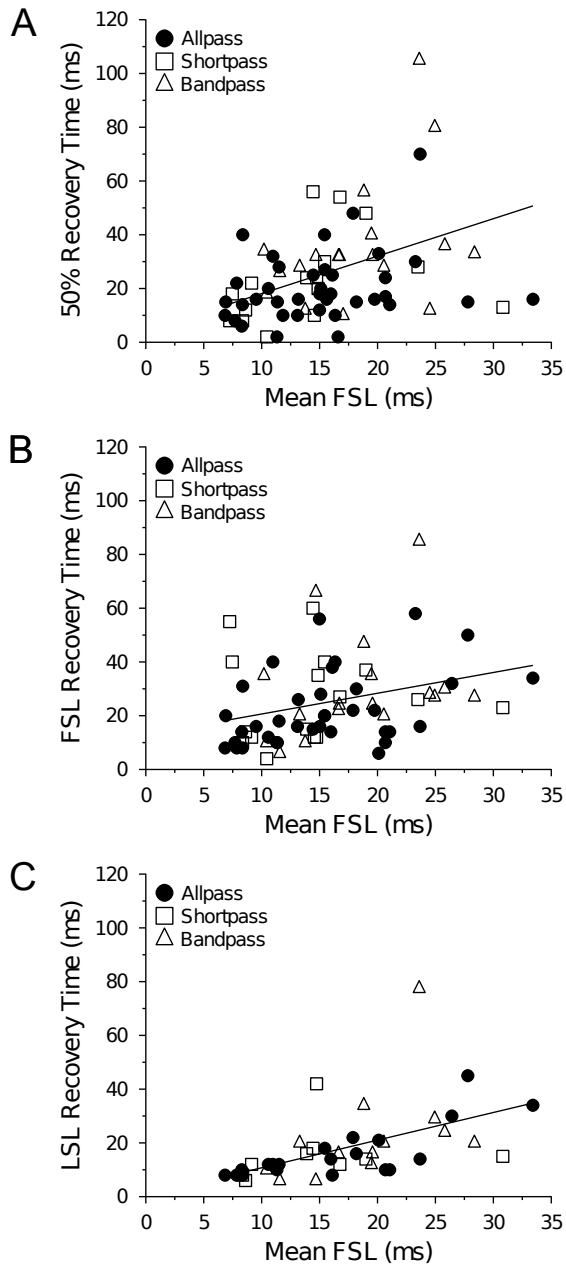 A
120
100
80
60
40
20
0
50% Recovery Time (ms)
Allpass
Shortpass
Bandpass
0 5 10 15 20 25 30 35
Mean FSL (ms)
B
120
100
80
60
40
20
0
FSL Recovery Time (ms)
Allpass
Shortpass
Bandpass
0 5 10 15 20 25 30 35
Mean FSL (ms)
C
120
100
80
60
40
20
0
LSL Recovery Time (ms)
Allpass
Shortpass
Bandpass
0 5 10 15 20 25 30 35
Mean FSL (ms)